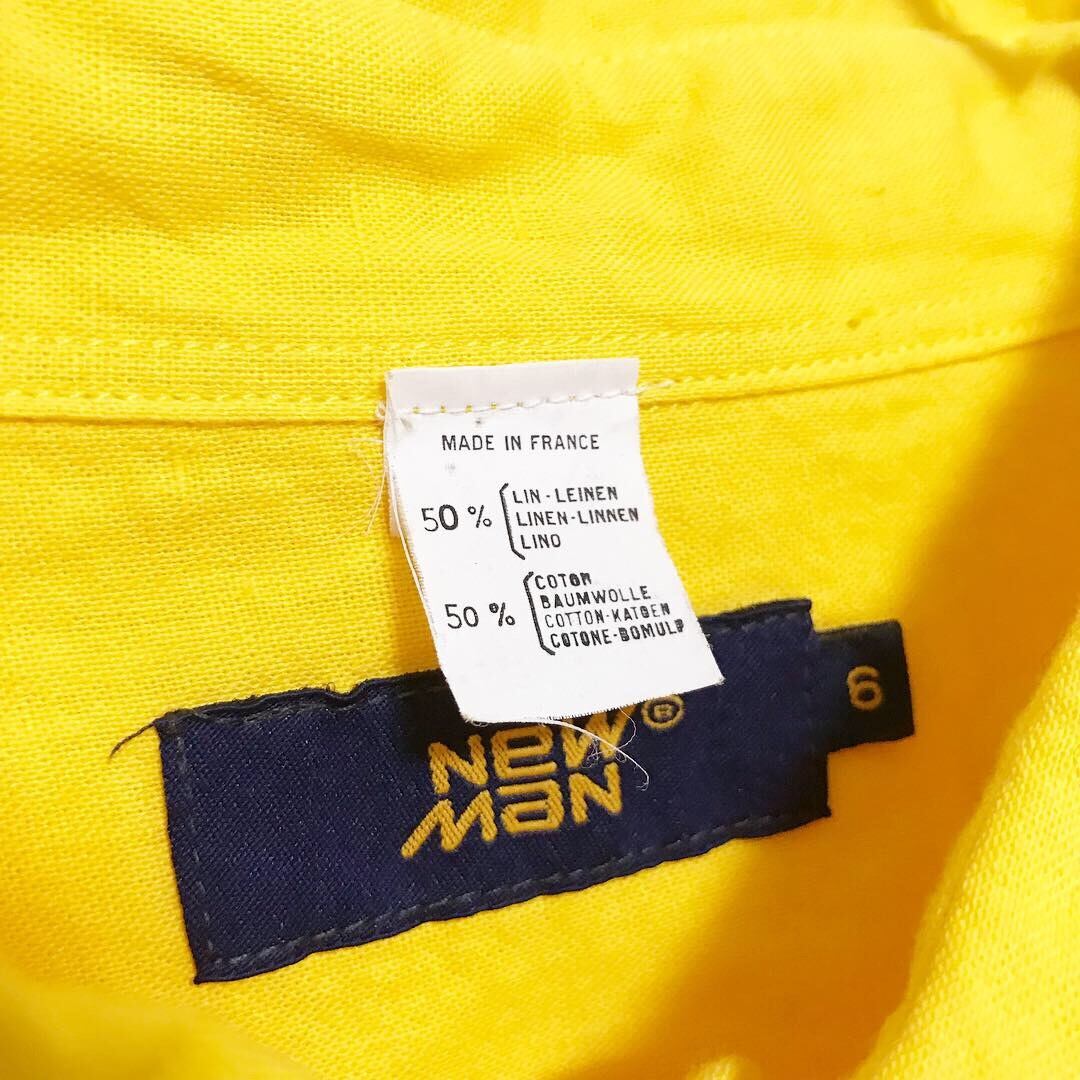 MADE IN FRANCE
50 % LIN - LEINEN
LINEN-LINNEN
LINO
50 % COTON
BAUMWOLLE
COTTON-KATOEN
COTONE-BOMULD
NEW ®
MAN
6